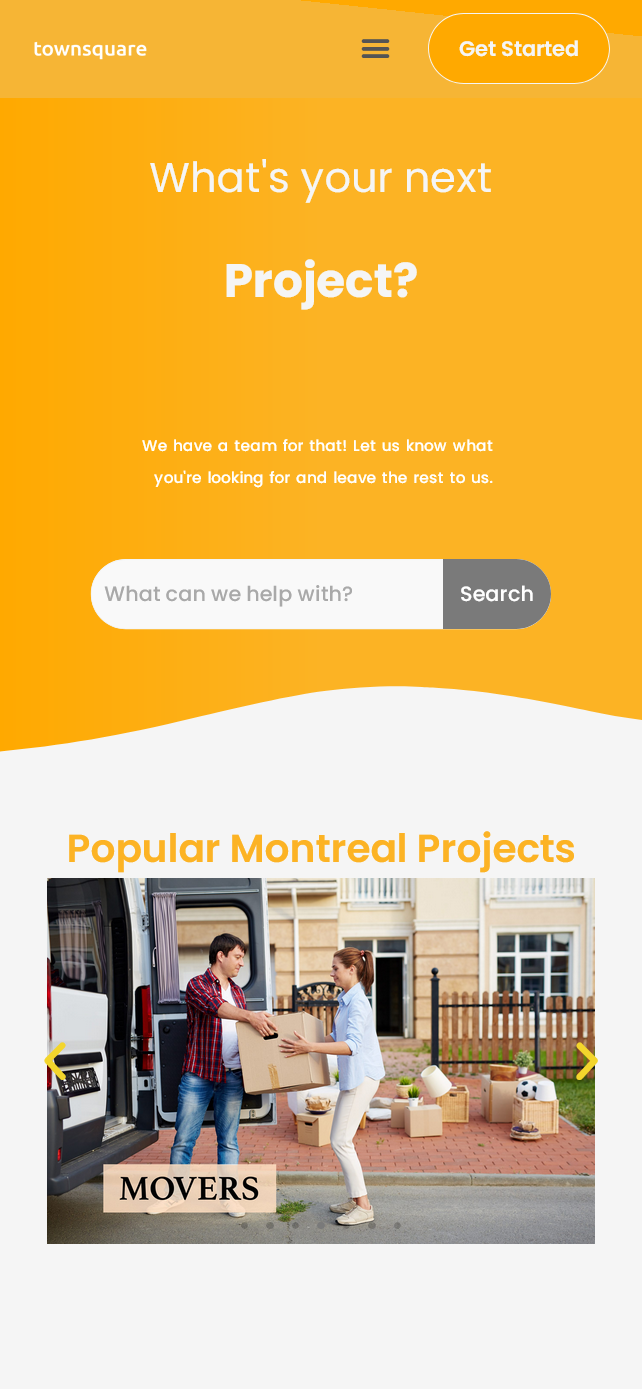 townsquare
Get Started
What's your next
Project?
We have a team for that! Let us know what
you're looking for and leave the rest to us.
What can we help with?
Search
Popular Montreal Projects
MOVERS